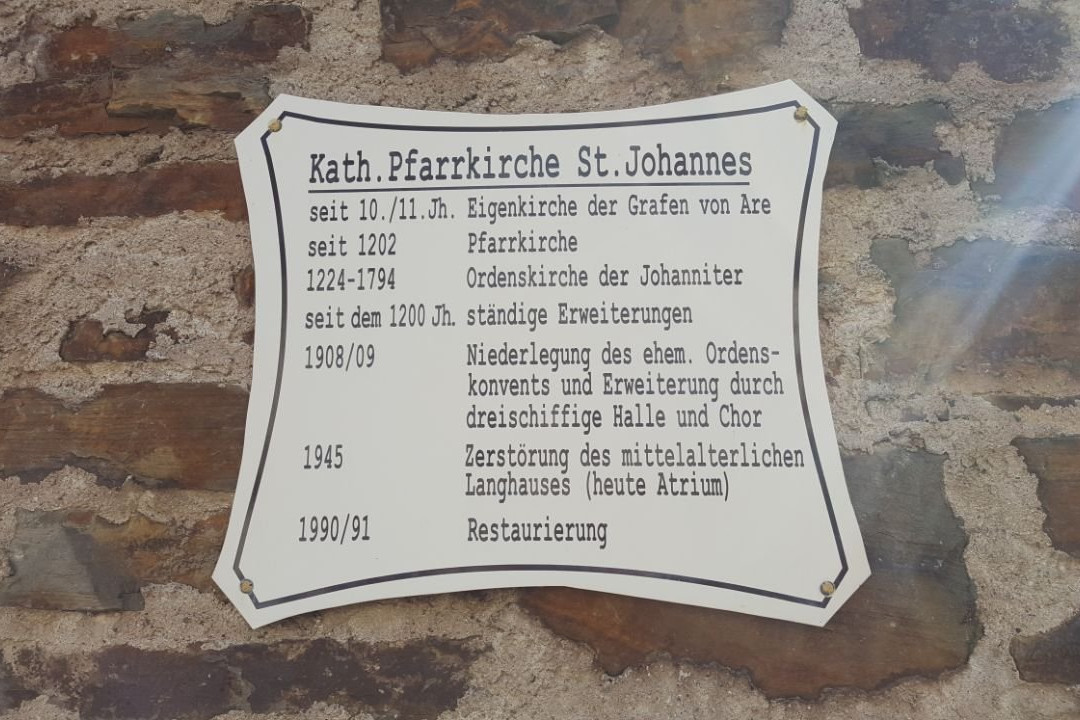 Kath.Pfarrkirche St.Johannes
seit 10./11.Jh. Eigenkirche der Grafen von Are
seit 1202 Pfarrkirche
1224-1794 Ordenskirche der Johanniter
seit dem 1200 Jh. ständige Erweiterungen
1908/09 Niederlegung des ehem. Ordens-
konvents und Erweiterung durch
dreischiffige Halle und Chor
1945 Zerstörung des mittelalterlichen
Langhauses (heute Atrium)
1990/91 Restaurierung